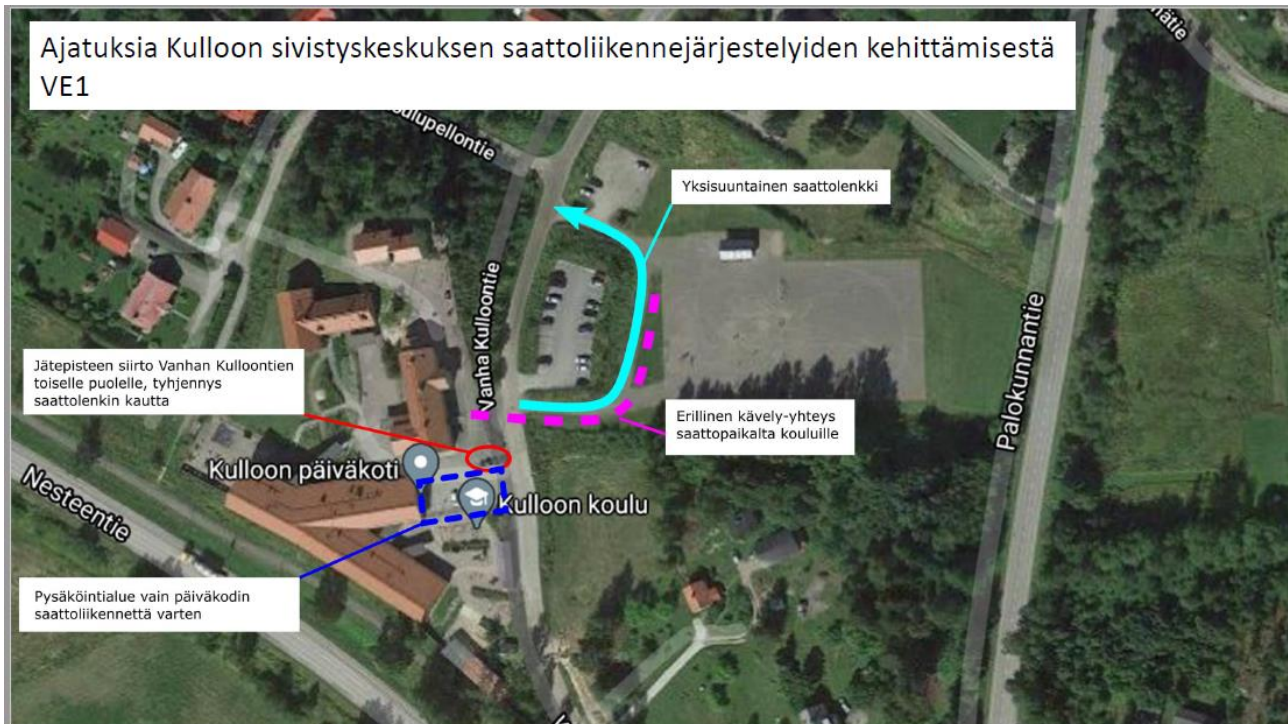 Ajatuksia Kulloon sivistyskeskuksen saattoliikennejärjestelyiden kehittämisestä
VE1
Yksisuuntainen saattolenkki
Vanha Kulloontie
Jätepisteen siirto Vanhan Kulloontien
toiselle puolelle, tyhjennys
saattolenkin kautta
Erillinen kävely-yhteys
saattopaikalta kouluille
Palokunnantie
Kulloon päiväkoti
Kulloon koulu
Nesteentie
Pysäköintialue vain päiväkodin
saattoliikennettä varten